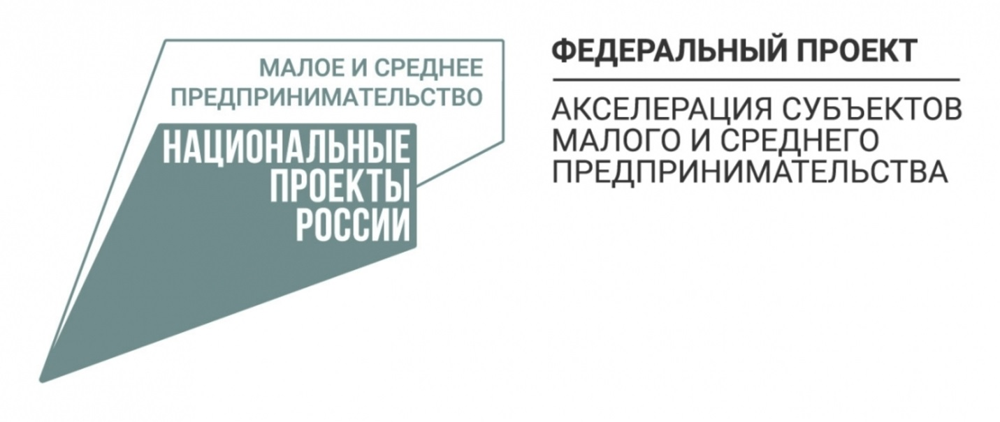 МАЛОЕ И СРЕДНЕЕ
ПРЕДПРИНИМАТЕЛЬСТВО
НАЦИОНАЛЬНЫЕ
ПРОЕКТЫ
РОССИИ
ФЕДЕРАЛЬНЫЙ ПРОЕКТ
АКСЕЛЕРАЦИЯ СУБЪЕКТОВ
МАЛОГО И СРЕДНЕГО
ПРЕДПРИНИМАТЕЛЬСТВА